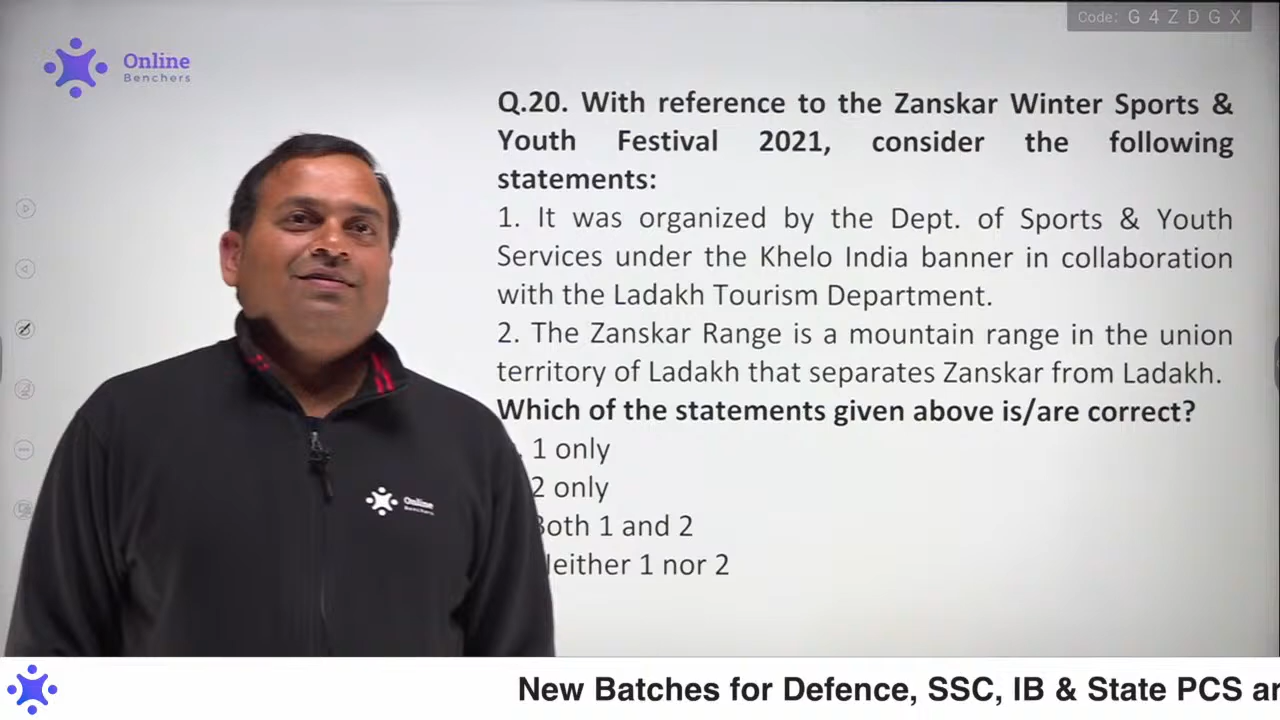 Code: G 4 Z D G X
Online
Benchers
Q.20. With reference to the Zanskar Winter Sports &
Youth Festival 2021, consider the following
statements:
1. It was organized by the Dept. of Sports & Youth
Services under the Khelo India banner in collaboration
with the Ladakh Tourism Department.
2. The Zanskar Range is a mountain range in the union
territory of Ladakh that separates Zanskar from Ladakh.
Which of the statements given above is/are correct?
1 only
2 only
Both 1 and 2
Neither 1 nor 2
Online
Benchers
New Batches for Defence, SSC, IB & State PCS